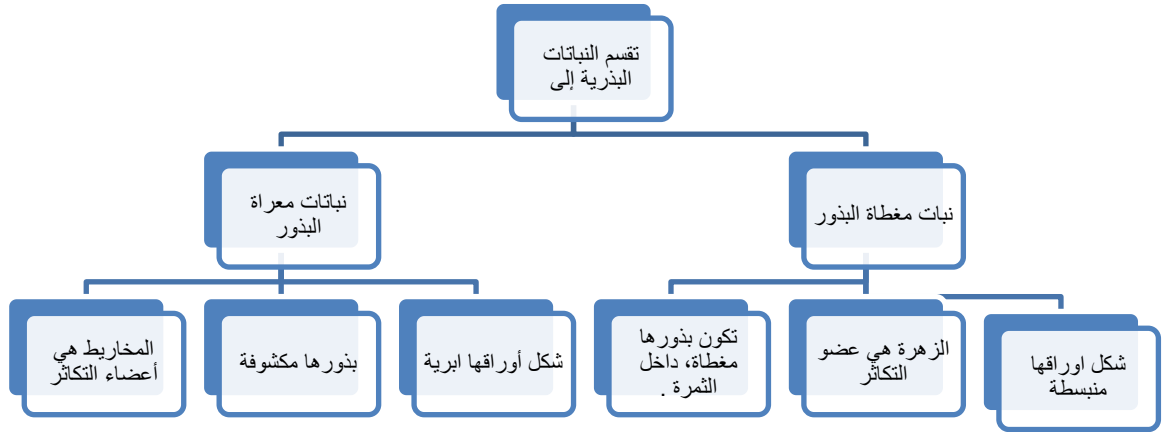 تقسم النباتات
البذرية إلى
نبات مغطاة البذور
نباتات معراة
البذور
شكل اوراقها
منبسطة
الزهرة هي عضو
التكاثر
تكون بذورها
مغطاة، داخل
الثمرة .
شكل أوراقها ابرية
بذورها مكشوفة
المخاريط هي
أعضاء التكاثر